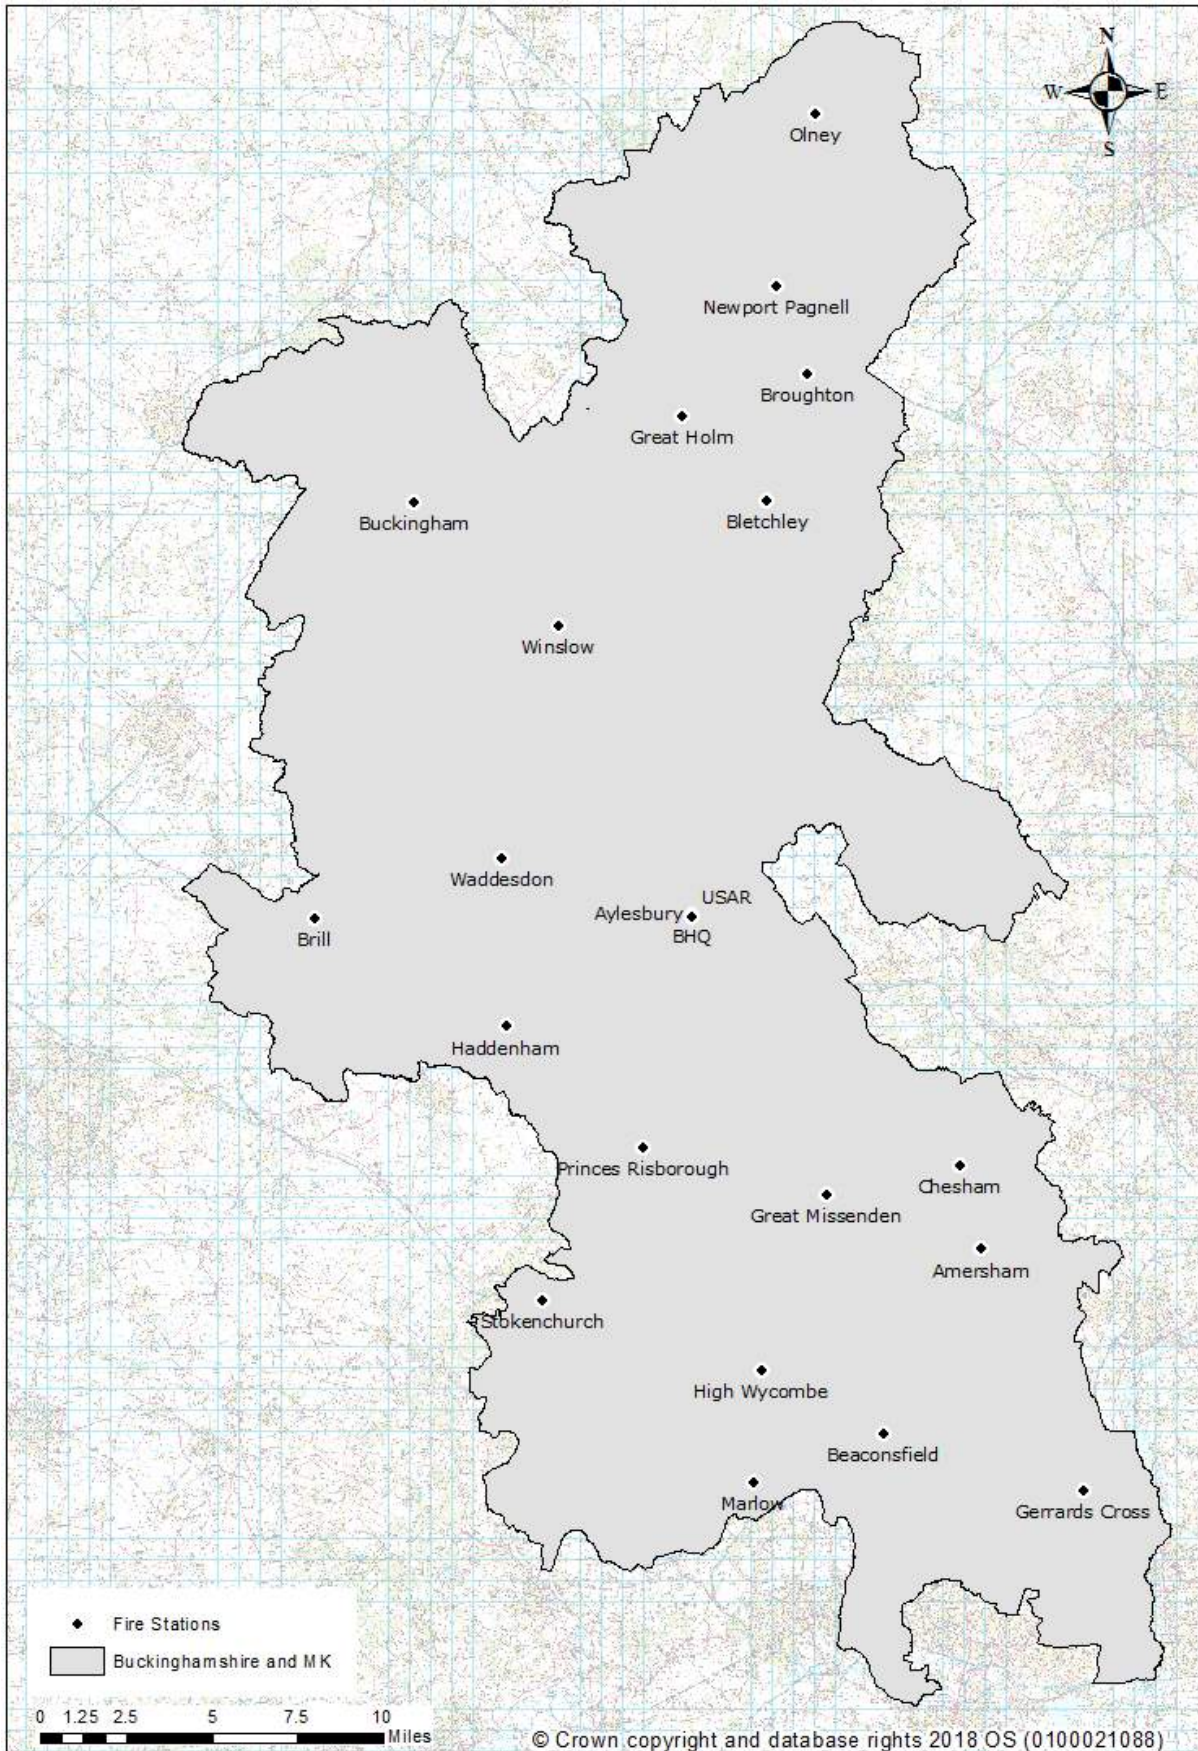 N
W E
S
Olney
Newport Pagnell
Broughton
Great Holm
Buckingham
Bletchley
Winslow
Waddesdon
USAR
Aylesbury
BHQ
Brill
Haddenham
Princes Risborough
Chesham
Great Missenden
Amersham
Stokenchurch
High Wycombe
Beaconsfield
Marlow
Gerrards Cross
Fire Stations
Buckinghamshire and MK
0 1.25 2.5 5 7.5 10
Miles
© Crown copyright and database rights 2018 OS (0100021088)